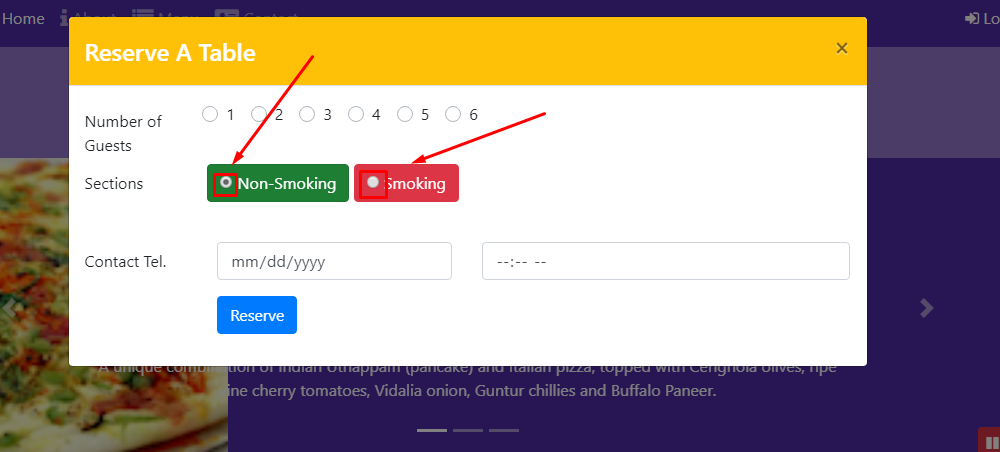 Home About Menu Contact Lo
Reserve A Table ×
Number of Guests 1 2 3 4 5 6
Sections Non-Smoking Smoking
Contact Tel. mm/dd/yyyy --:-- --
Reserve
A unique combination of Indian Uthappam (pancake) and Italian pizza, topped with Cerignola olives, ripe
ine cherry tomatoes, Vidalia onion, Guntur chillies and Buffalo Paneer.